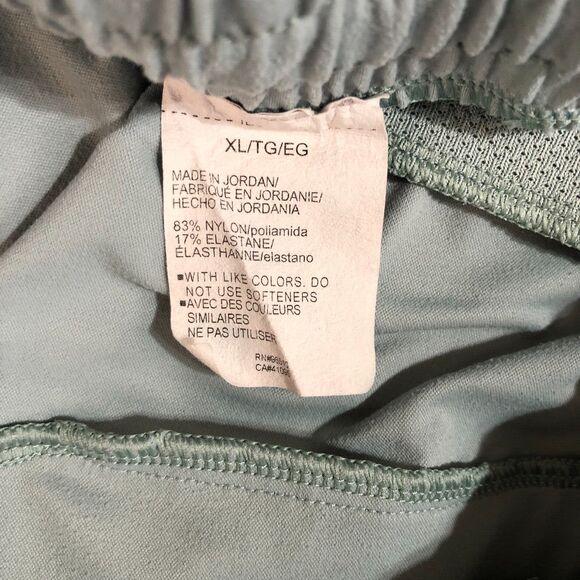 XL/TG/EG
MADE IN JORDAN/
FABRIQUÉ EN JORDANIE/
HECHO EN JORDANIA
83% NYLON/poliamida
17% ELASTANE/
ÉLASTHANNE/elastano
■WITH LIKE COLORS. DO
NOT USE SOFTENERS
■AVEC DES COULEURS
SIMILAIRES
NE PAS UTILISER